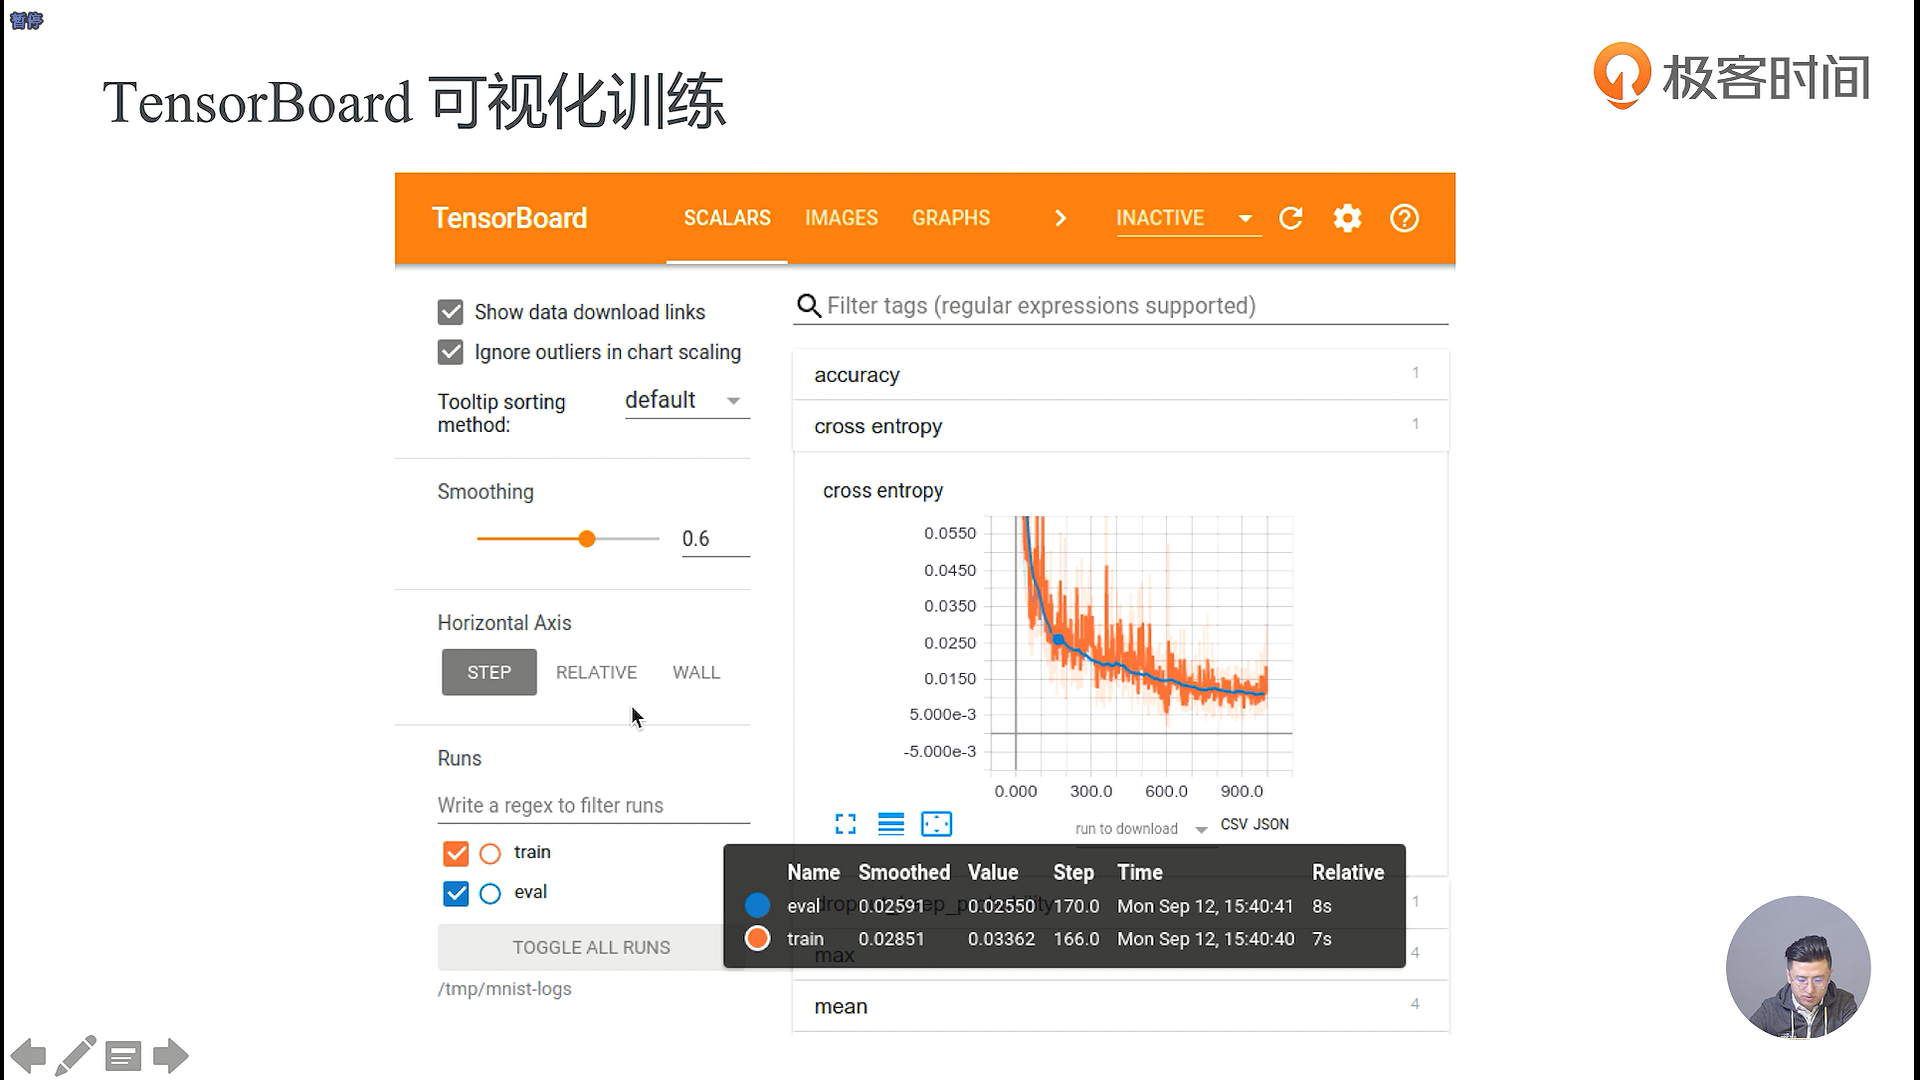 暂停
TensorBoard 可视化训练
极客时间
TensorBoard SCALARS IMAGES GRAPHS INACTIVE
Show data download links
Ignore outliers in chart scaling
Tooltip sorting
method:
default
Smoothing
0.6
Horizontal Axis
STEP RELATIVE WALL
Runs
Write a regex to filter runs
train
eval
TOGGLE ALL RUNS
/tmp/mnist-logs
Filter tags (regular expressions supported)
accuracy 1
cross entropy 1
cross entropy
0.0550
0.0450
0.0350
0.0250
0.0150
5.000e-3
-5.000e-3
0.000 300.0 600.0 900.0
run to download CSV JSON
Name Smoothed Value Step Time Relative
eval 0.02591 0.02550 170.0 Mon Sep 12, 15:40:41 8s
train 0.02851 0.03362 166.0 Mon Sep 12, 15:40:40 7s
1
max 4
mean 4